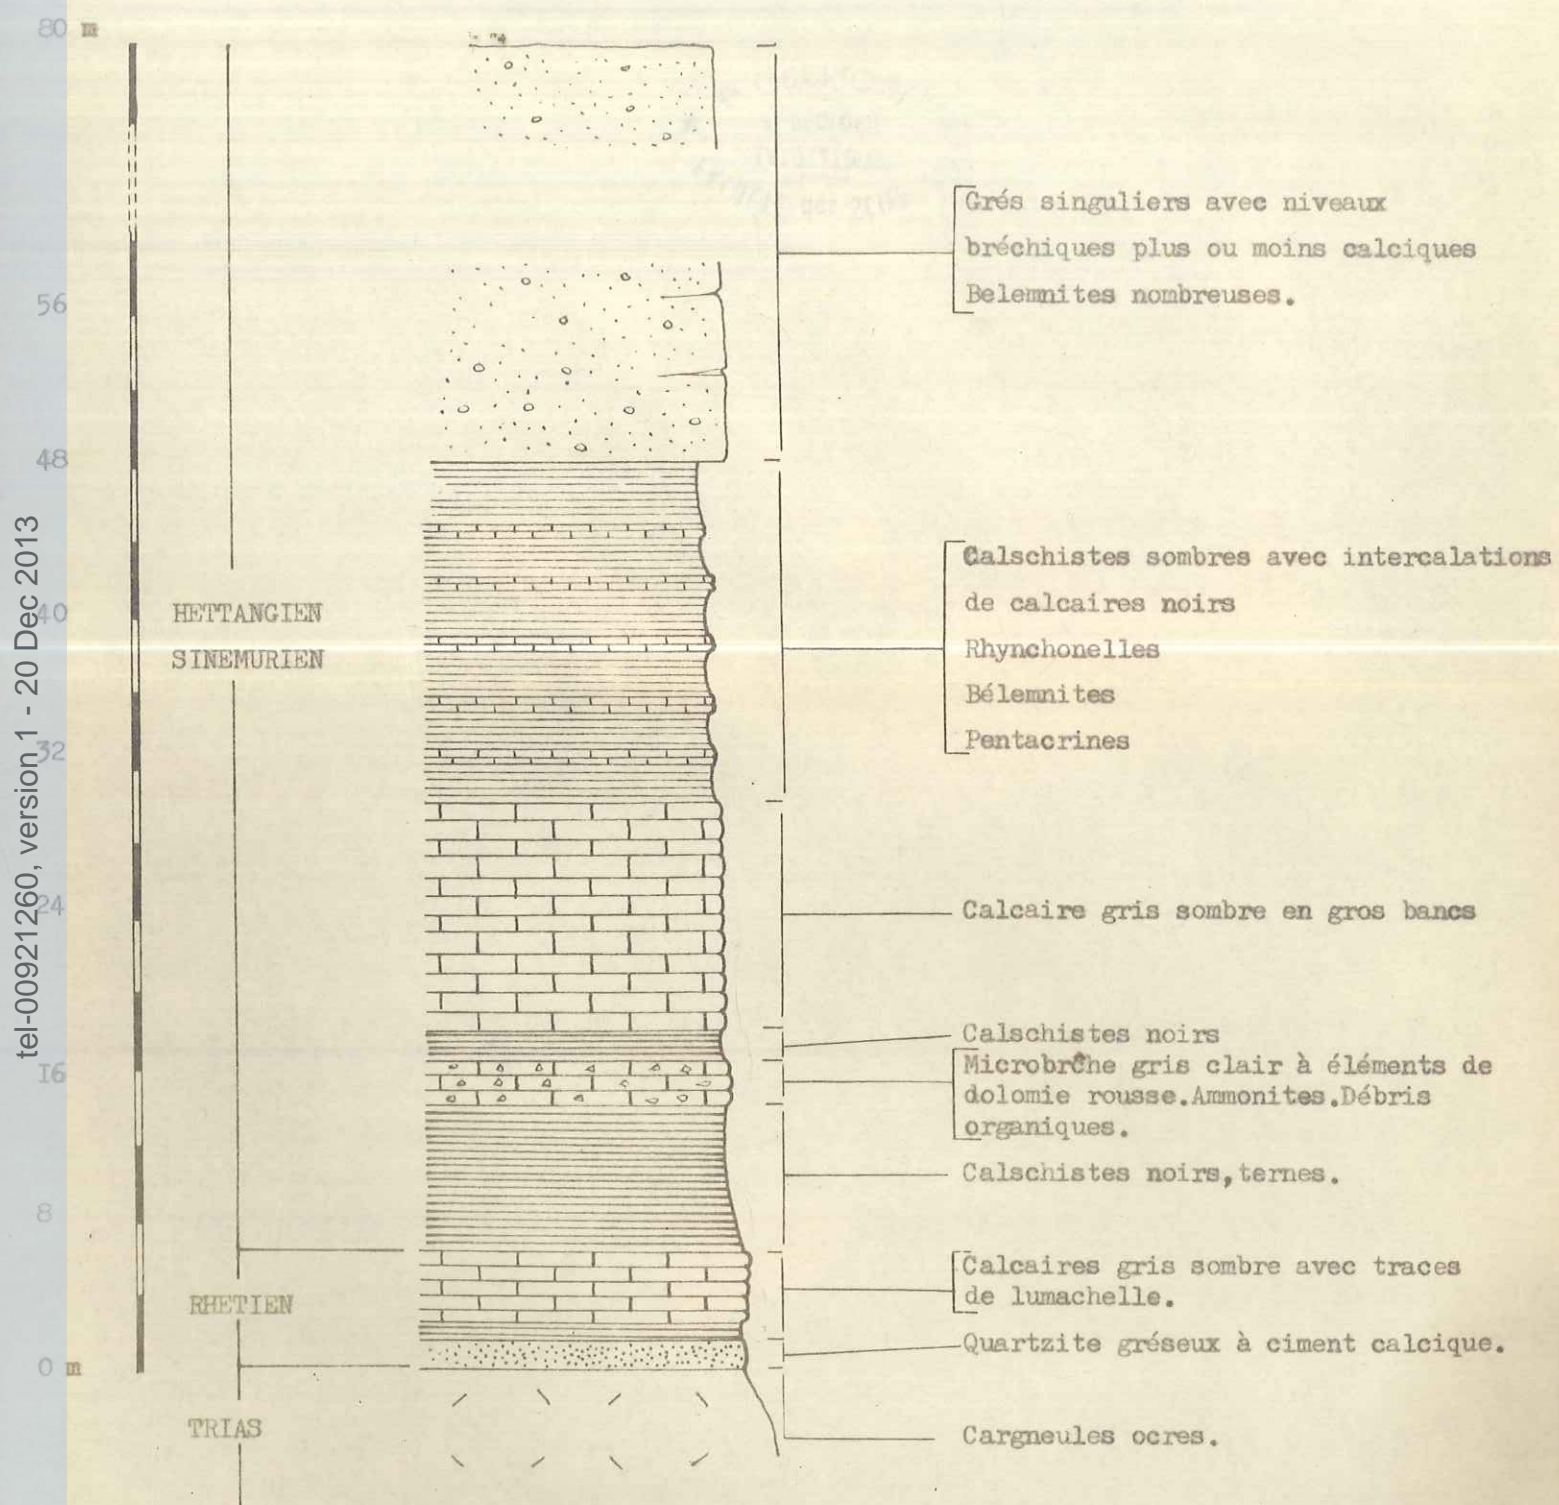 80 m
Grés singuliers avec niveaux
bréchiques plus ou moins calciques
Belemnites nombreuses.
56
48
Calschistes sombres avec intercalations
de calcaires noirs
Rhynchonelles
Bélemnites
Pentacrines
40
HETTANGIEN
SINEMURIEN
32
24
Calcaire gris sombre en gros bancs
Calschistes noirs
16
Microbrêhe gris clair à éléments de
dolomie rousse.Ammonites.Débris
organiques.
Calschistes noirs,ternes.
8
Calcaires gris sombre avec traces
de lumachelle.
RHETIEN
Quartzite gréseux à ciment calcique.
0 m
TRIAS
Cargneules ocres.
tel-00921260, version 1 - 20 Dec 2013